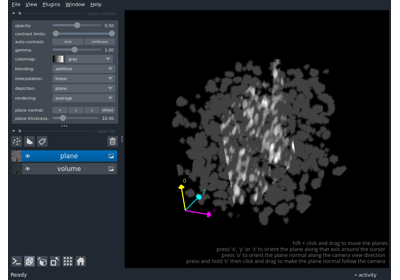 File View Plugins Window Help
opacity: 0.50
contrast limits:
auto-contrast: once continuous
gamma: 1.00
colormap: gray
blending: additive
interpolation: linear
depiction: plane
rendering: average
plane normal: x y z oblique
plane thickness: 10.00
plane
volume
0
hift + click and drag to move the planes
press 'x', 'y' or 'z' to orient the plane along that axis around the cursor
press 'o' to orient the plane normal along the camera view direction
press and hold 'o' then click and drag to make the plane normal follow the camera
Ready
activity